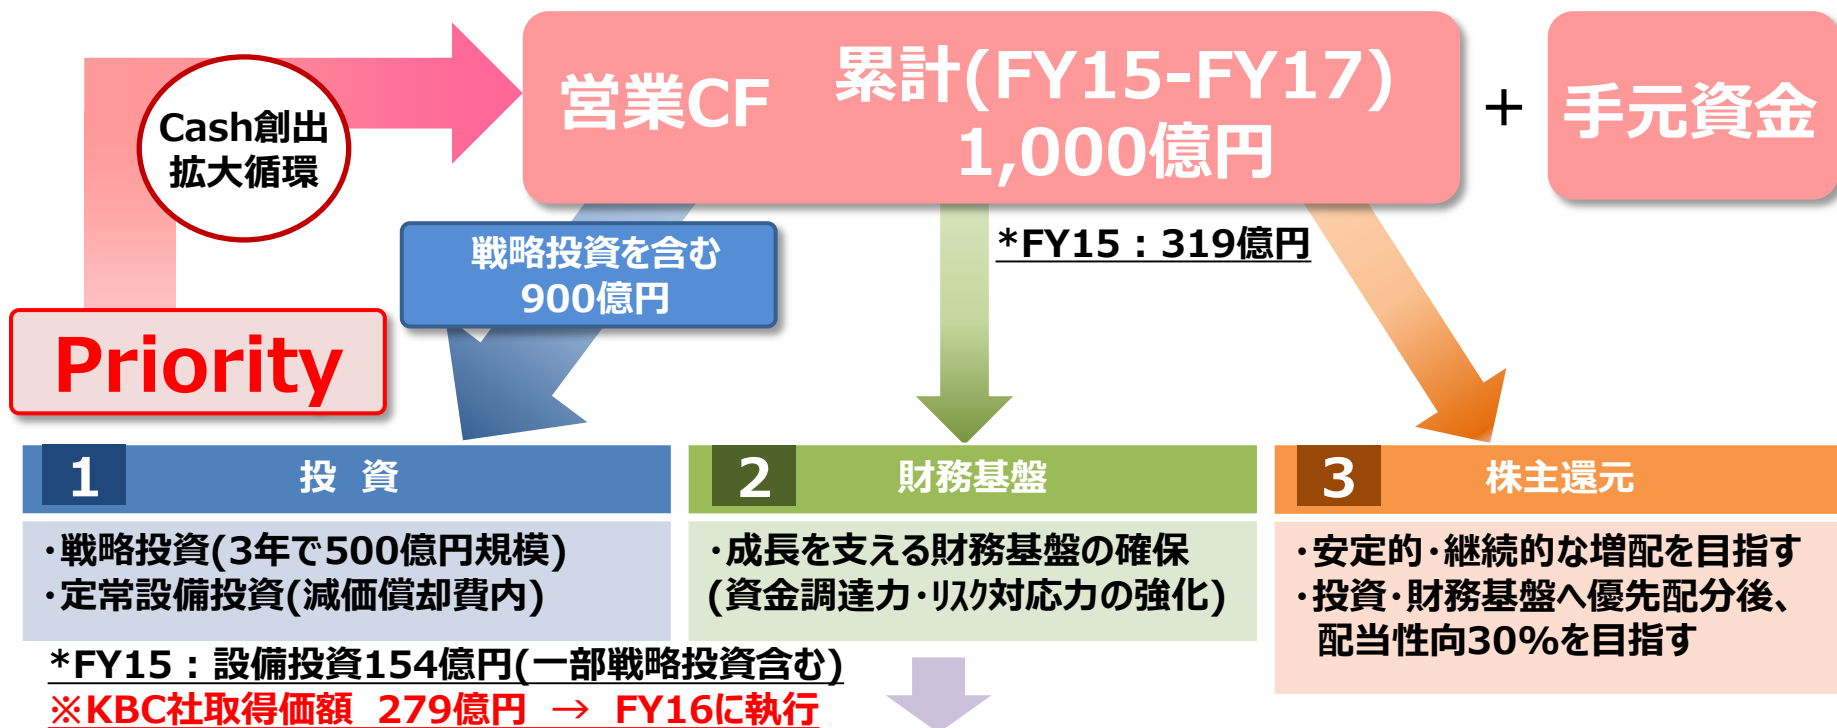 Cash創出
拡大循環
営業CF
累計(FY15-FY17)
1,000億円
+
手元資金
戦略投資を含む
900億円
*FY15：319億円
Priority
1
投 資
・戦略投資(3年で500億円規模)
・定常設備投資(減価償却費内)
*FY15：設備投資154億円(一部戦略投資含む)
※KBC社取得価額 279億円 → FY16に執行
2
財務基盤
・成長を支える財務基盤の確保
(資金調達力・ﾘｽｸ対応力の強化)
3
株主還元
・安定的・継続的な増配を目指す
・投資・財務基盤へ優先配分後、
配当性向30%を目指す